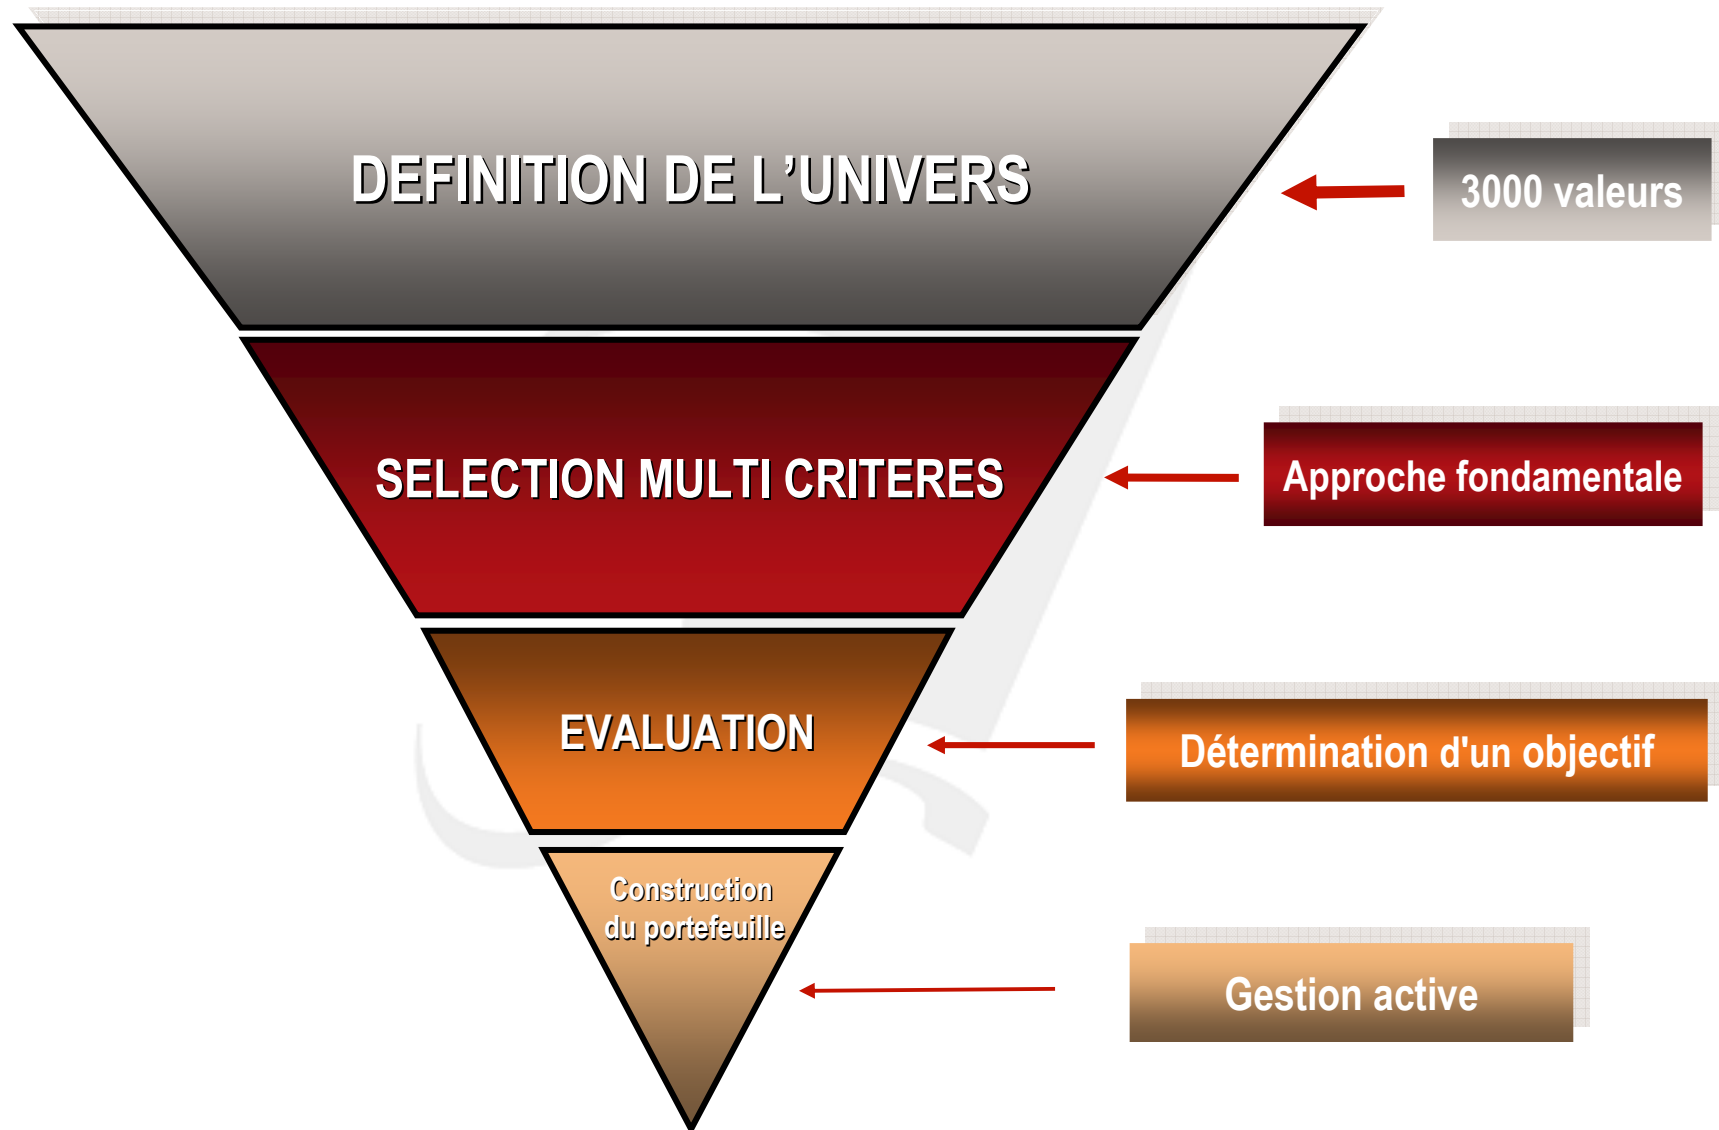 DEFINITION DE L’UNIVERS
3000 valeurs
SELECTION MULTI CRITERES
Approche fondamentale
EVALUATION
Détermination d'un objectif
Construction
du portefeuille
Gestion active